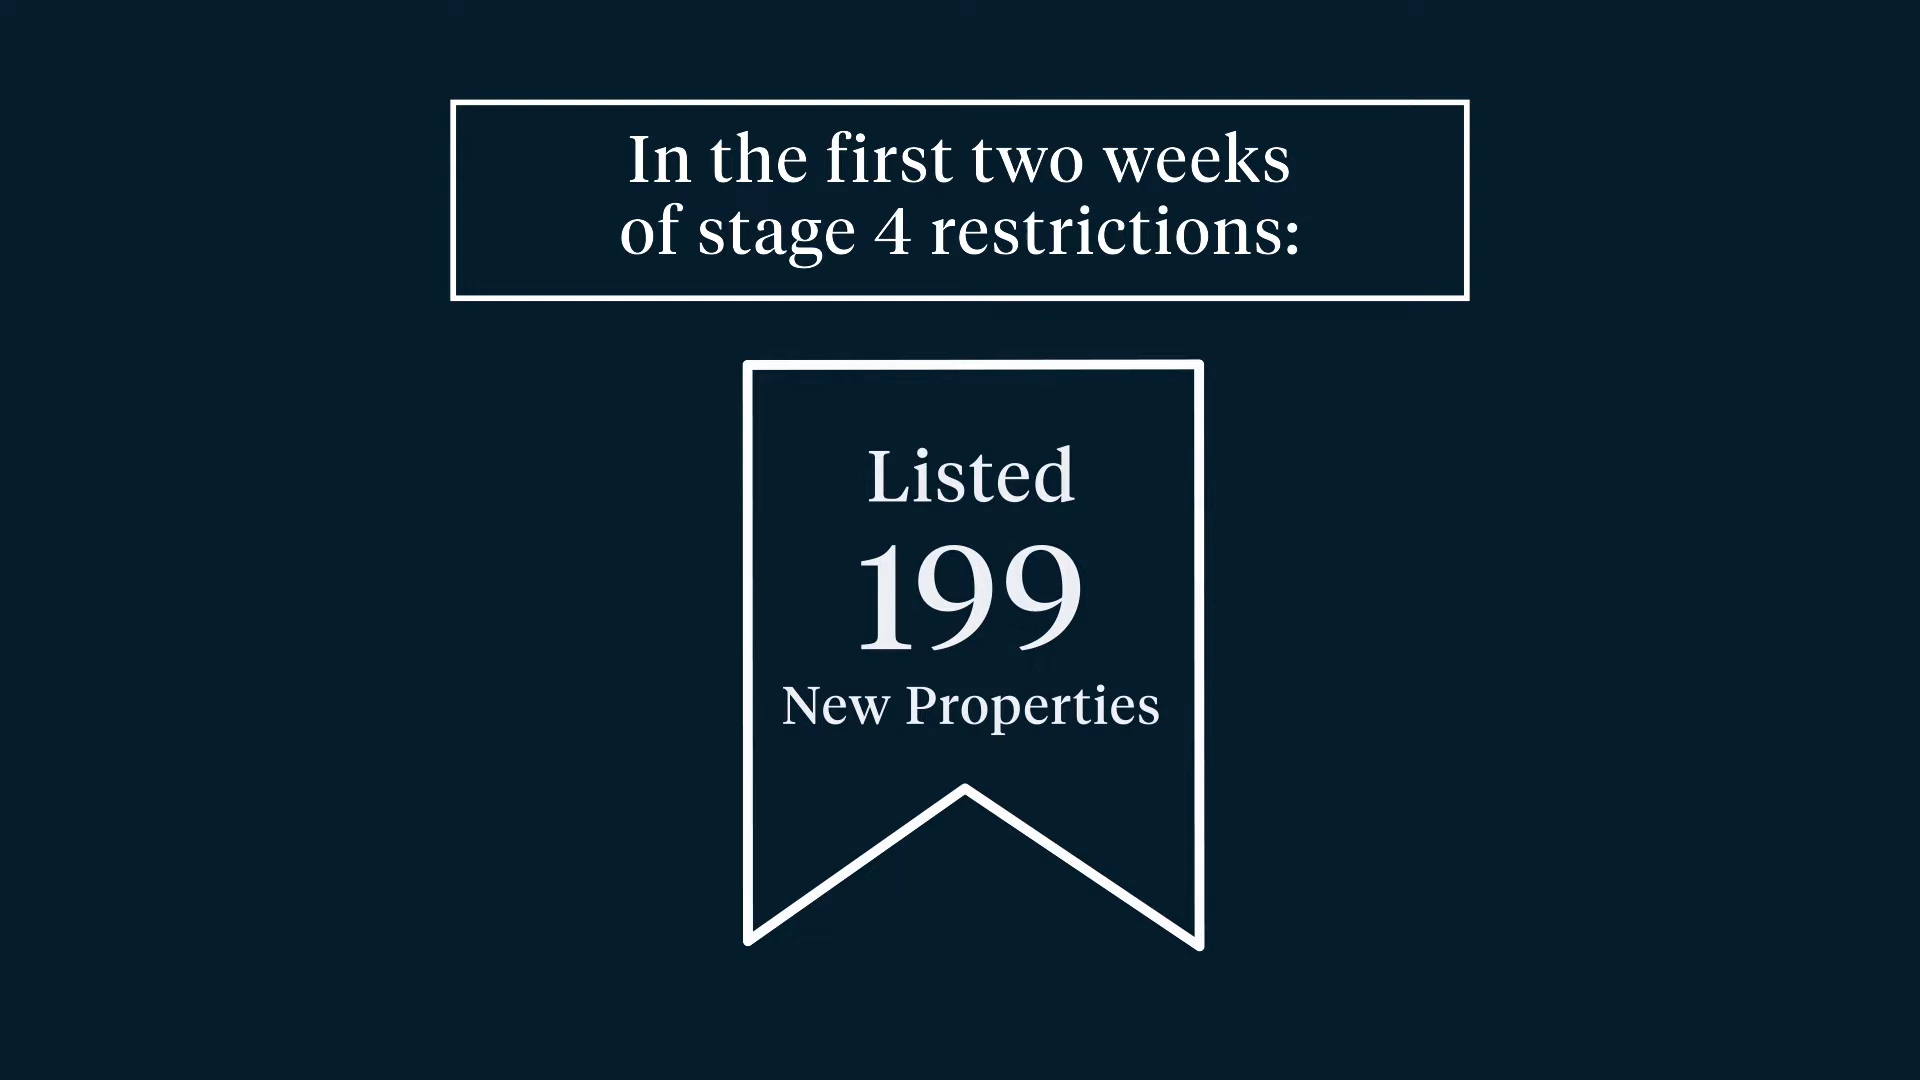 In the first two weeks
of stage 4 restrictions:
Listed
199
New Properties